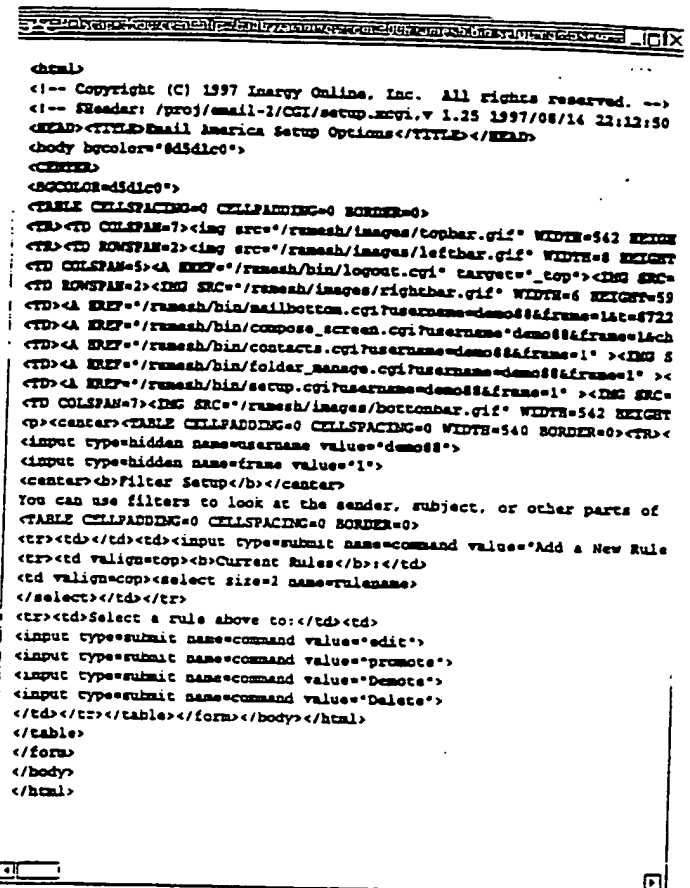 <html>
<!-- Copyright (C) 1997 Inergy Online, Inc. All rights reserved. -->
<!-- $Header: /proj/email-2/CGI/setup.mcgi,v 1.25 1997/08/14 22:12:50
<HEAD><TITLE>Email America Setup Options</TITLE></HEAD>
<body bgcolor="#d5d1c0">
<CENTER>
<BGCOLOR=d5d1c0">
<TABLE CELLSPACING=0 CELLPADDING=0 BORDER=0>
<TR><TD COLSPAN=7><img src="/ramesh/images/topbar.gif" WIDTH=542 HEIGH
<TR><TD ROWSPAN=2><img src="/ramesh/images/leftbar.gif" WIDTH=8 HEIGHT
<TD COLSPAN=5><A HREF="/ramesh/bin/logout.cgi" target="_top"><IMG SRC=
<TD ROWSPAN=2><IMG SRC="/ramesh/images/rightbar.gif" WIDTH=6 HEIGHT=59
<TD><A HREF="/ramesh/bin/mailbottom.cgi?username=demo88&frame=1&t=8722
<TD><A HREF="/ramesh/bin/compose_screen.cgi?username=demo88&frame=1&ch
<TD><A HREF="/ramesh/bin/contacts.cgi?username=demo88&frame=1" ><IMG S
<TD><A HREF="/ramesh/bin/folder_manage.cgi?username=demo88&frame=1" ><
<TD><A HREF="/ramesh/bin/setup.cgi?username=demo88&frame=1" ><IMG SRC=
<TD COLSPAN=7><IMG SRC="/ramesh/images/bottonbar.gif" WIDTH=542 HEIGHT
<p><center><TABLE CELLPADDING=0 CELLSPACING=0 WIDTH=540 BORDER=0><TR><
<input type=hidden name=username value="demo88">
<input type=hidden name=frame value="1">
<center><b>Filter Setup</b></center>
You can use filters to look at the sender, subject, or other parts of
<TABLE CELLPADDING=0 CELLSPACING=0 BORDER=0>
<tr><td></td><td><input type=submit name=command value="Add a New Rule
<tr><td valign=top><b>Current Rules</b>:</td>
<td valign=top><select size=2 name=rulename>
</select></td></tr>
<tr><td>Select a rule above to:</td><td>
<input type=submit name=command value="edit">
<input type=submit name=command value="promote">
<input type=submit name=command value="Demote">
<input type=submit name=command value="Delete">
</td></tr></table></form></body></html>
</table>
</form>
</body>
</html>